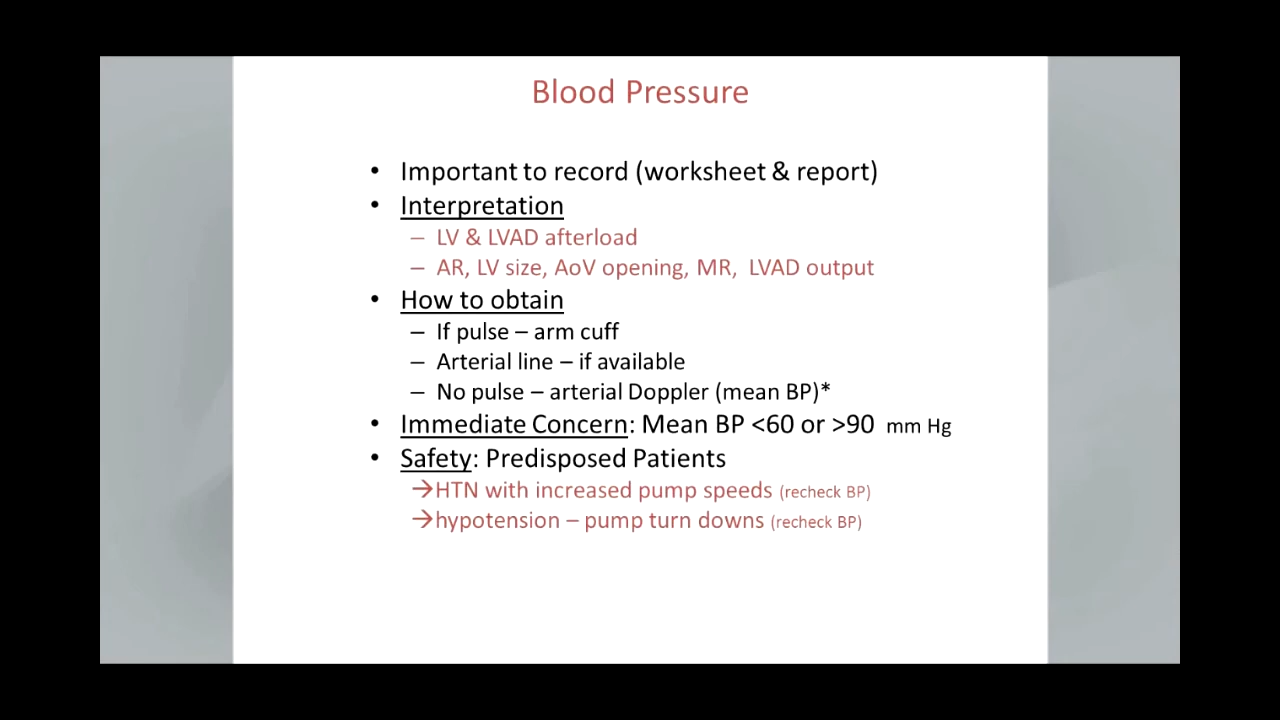 Blood Pressure
• Important to record (worksheet & report)
• Interpretation
– LV & LVAD afterload
– AR, LV size, AoV opening, MR, LVAD output
• How to obtain
– If pulse – arm cuff
– Arterial line – if available
– No pulse – arterial Doppler (mean BP)*
• Immediate Concern: Mean BP <60 or >90 mm Hg
• Safety: Predisposed Patients
→HTN with increased pump speeds (recheck BP)
→hypotension – pump turn downs (recheck BP)